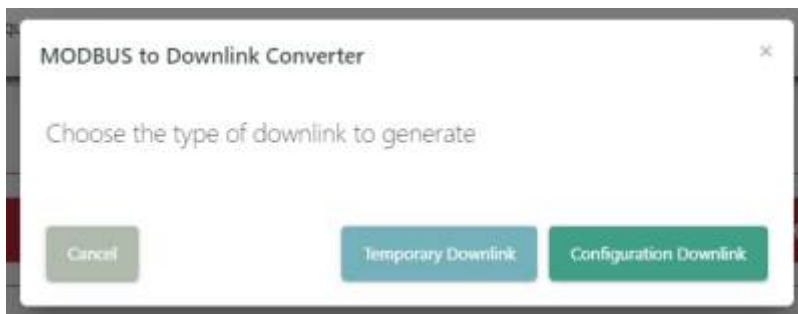 MODBUS to Downlink Converter ×
Choose the type of downlink to generate
Cancel Temporary Downlink Configuration Downlink